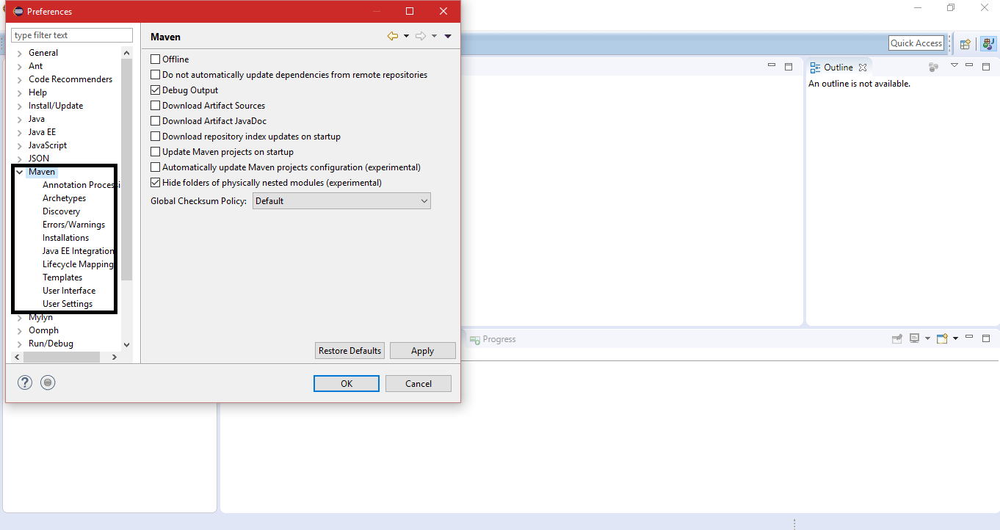 Preferences
type filter text
General
Ant
Code Recommenders
Help
Install/Update
Java
Java EE
JavaScript
JSON
Maven
Annotation Processi
Archetypes
Discovery
Errors/Warnings
Installations
Java EE Integration
Lifecycle Mapping
Templates
User Interface
User Settings
Mylyn
Oomph
Run/Debug
Maven
Offline
Do not automatically update dependencies from remote repositories
Debug Output
Download Artifact Sources
Download Artifact JavaDoc
Download repository index updates on startup
Update Maven projects on startup
Automatically update Maven projects configuration (experimental)
Hide folders of physically nested modules (experimental)
Global Checksum Policy: Default
Restore Defaults Apply
OK Cancel
Quick Access
Outline
An outline is not available.
Progress